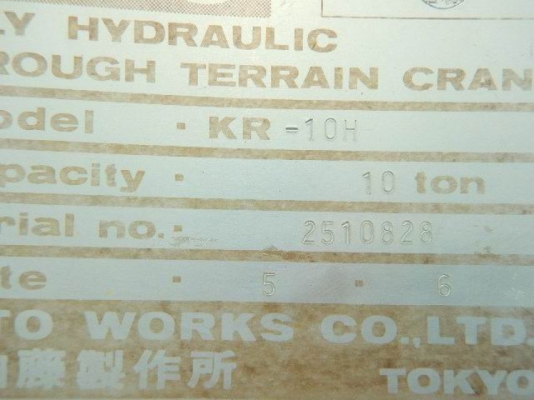 LY HYDRAULIC
ROUGH TERRAIN CRAN
odel · KR-10H
pacity · 10 ton
rial no. · 2510828
te · 5 · 6
TO WORKS CO.,LTD.
藤製作所 TOKYO